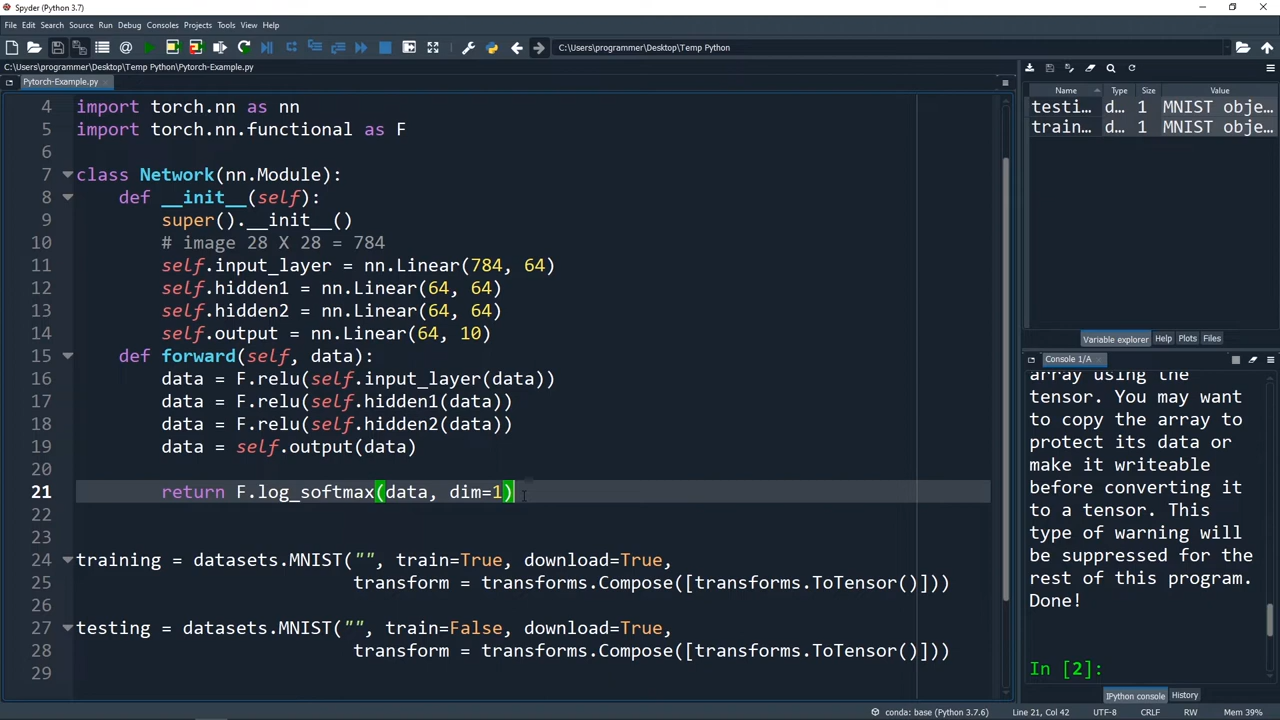 Spyder (Python 3.7)
File Edit Search Source Run Debug Consoles Projects Tools View Help
C:\Users\programmer\Desktop\Temp Python
C:\Users\programmer\Desktop\Temp Python\Pytorch-Example.py
Pytorch-Example.py
4 import torch.nn as nn
5 import torch.nn.functional as F
6
7 class Network(nn.Module):
8 def __init__(self):
9 super().__init__()
10 # image 28 X 28 = 784
11 self.input_layer = nn.Linear(784, 64)
12 self.hidden1 = nn.Linear(64, 64)
13 self.hidden2 = nn.Linear(64, 64)
14 self.output = nn.Linear(64, 10)
15 def forward(self, data):
16 data = F.relu(self.input_layer(data))
17 data = F.relu(self.hidden1(data))
18 data = F.relu(self.hidden2(data))
19 data = self.output(data)
20
21 return F.log_softmax(data, dim=1)
22
23
24 training = datasets.MNIST("", train=True, download=True,
25 transform = transforms.Compose([transforms.ToTensor()]))
26
27 testing = datasets.MNIST("", train=False, download=True,
28 transform = transforms.Compose([transforms.ToTensor()]))
29
Name Type Size Value
testi... d... 1 MNIST obje...
train... d... 1 MNIST obje...
Variable explorer Help Plots Files
Console 1/A
array using the
tensor. You may want
to copy the array to
protect its data or
make it writeable
before converting it
to a tensor. This
type of warning will
be suppressed for the
rest of this program.
Done!
In [2]:
IPython console History
conda: base (Python 3.7.6) Line 21, Col 42 UTF-8 CRLF RW Mem 39%